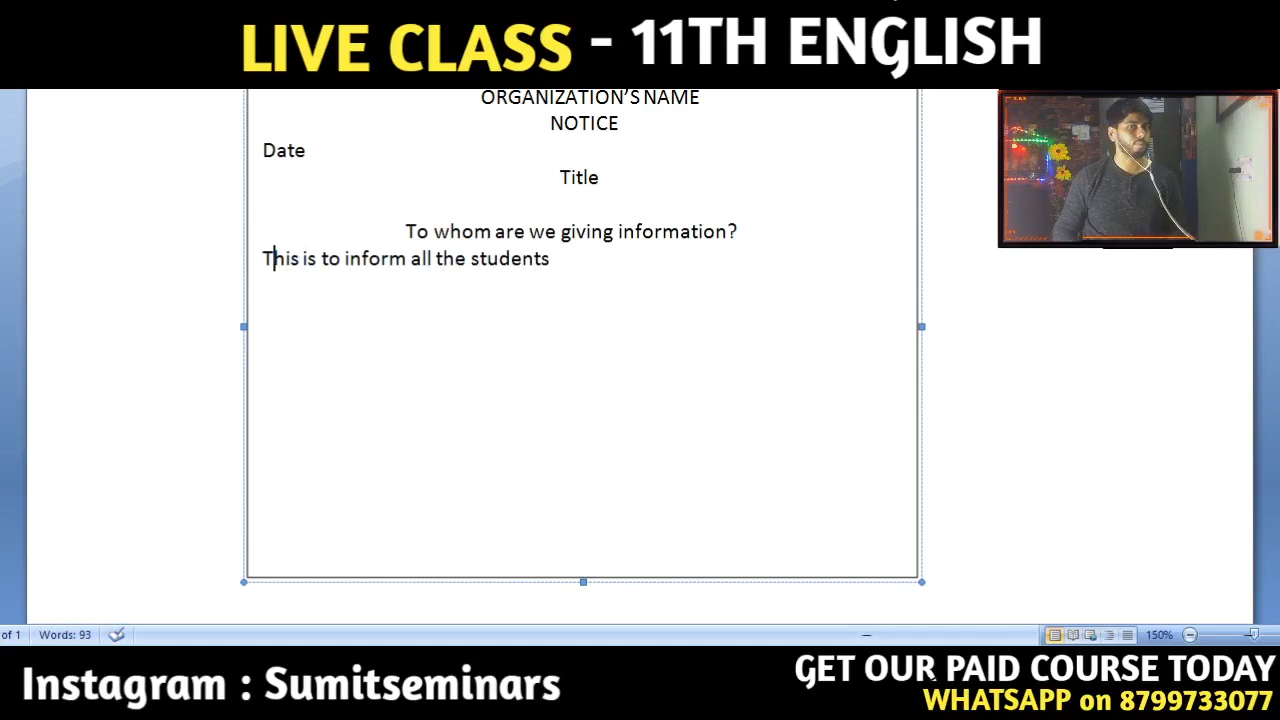 LIVE CLASS - 11TH ENGLISH
ORGANIZATION'S NAME
NOTICE
Date
Title
To whom are we giving information?
This is to inform all the students
of 1 Words: 93 150%
Instagram : Sumitseminars
GET OUR PAID COURSE TODAY
WHATSAPP on 8799733077